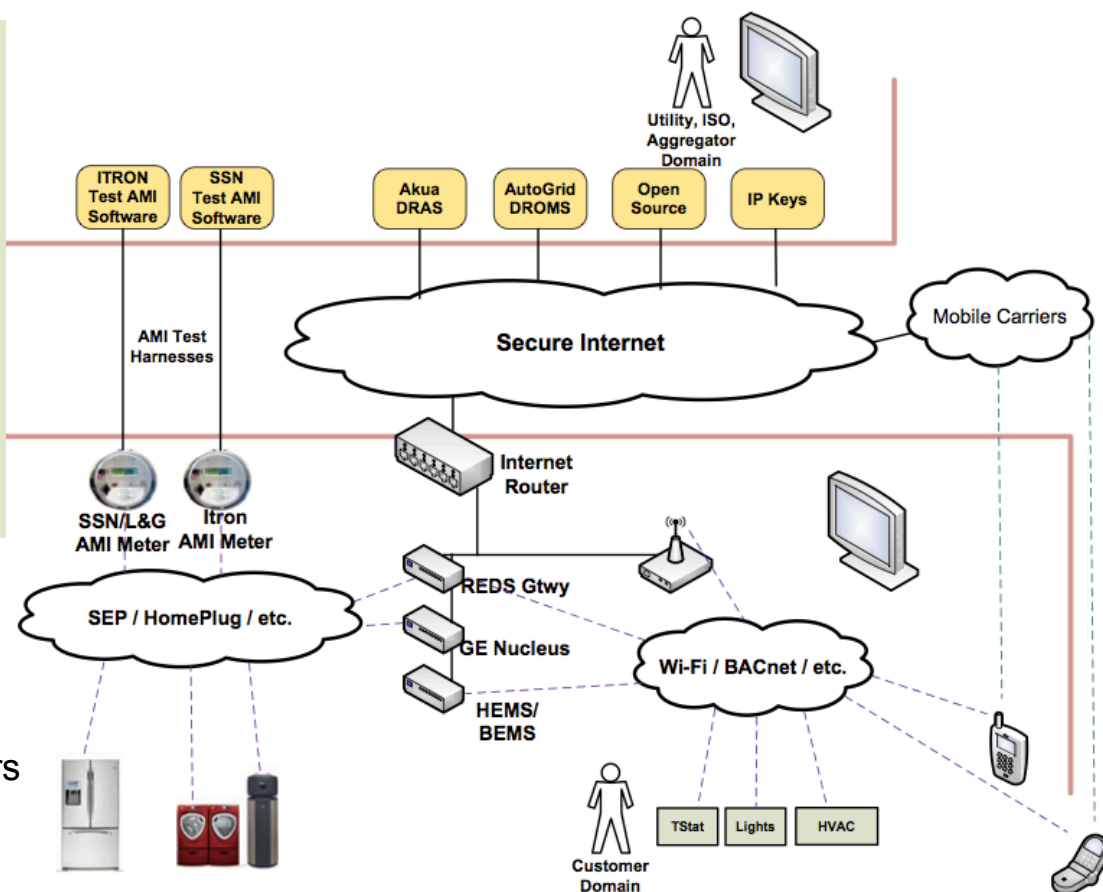 Utility, ISO,
Aggregator
Domain
ITRON
Test AMI
Software
SSN
Test AMI
Software
Akua
DRAS
AutoGrid
DROMS
Open
Source
IP Keys
AMI Test
Harnesses
Secure Internet
Mobile Carriers
Internet
Router
SSN/L&G
AMI Meter
Itron
AMI Meter
REDS Gtwy
SEP / HomePlug / etc.
GE Nucleus
Wi-Fi / BACnet / etc.
HEMS/
BEMS
rs
TStat
Lights
HVAC
Customer
Domain